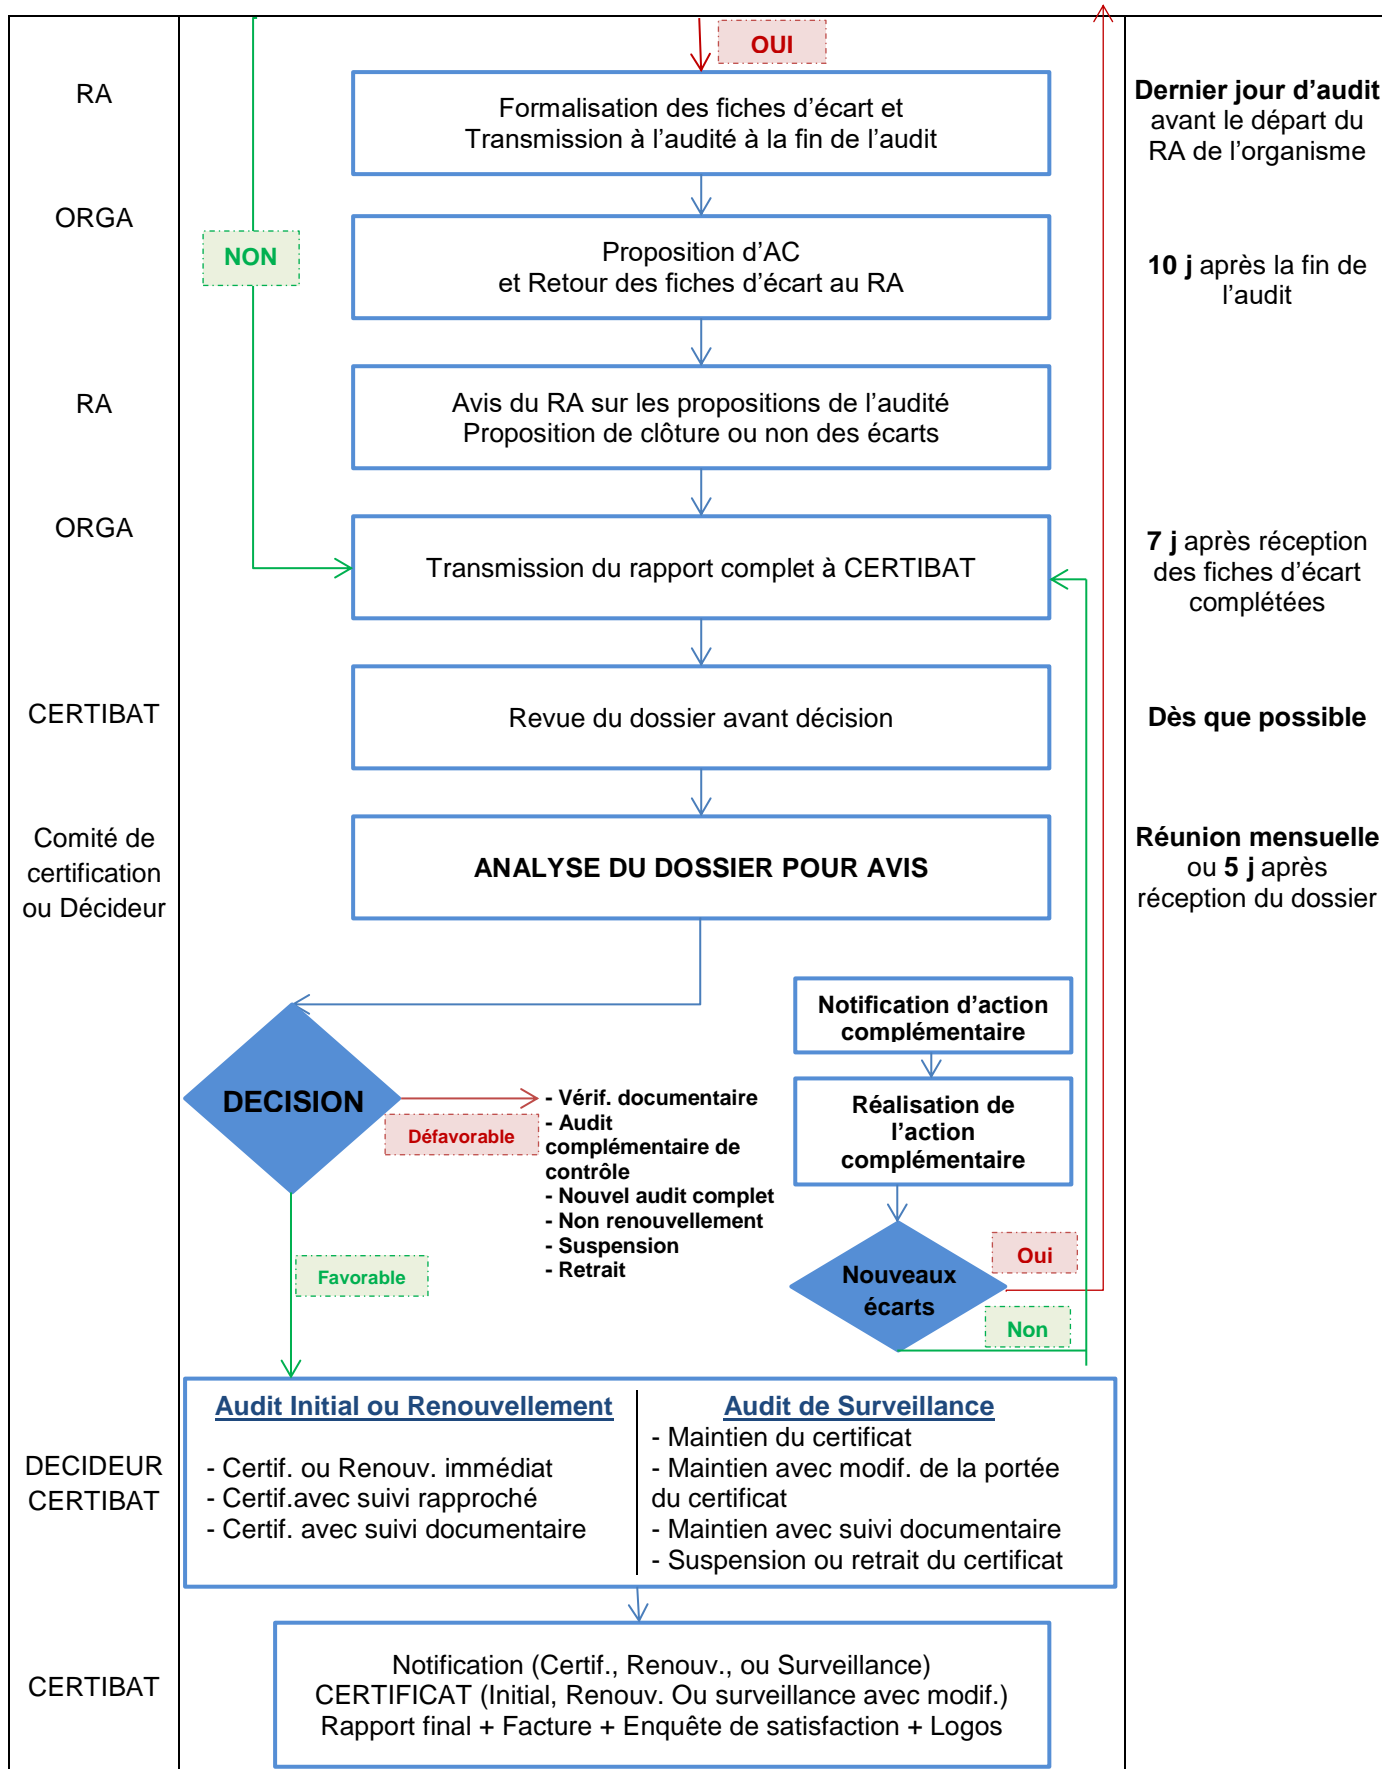 OUI
RA
Formalisation des fiches d’écart et
Transmission à l’audité à la fin de l’audit
Dernier jour d’audit
avant le départ du
RA de l’organisme
ORGA
NON
Proposition d’AC
et Retour des fiches d’écart au RA
10 j après la fin de
l’audit
RA
Avis du RA sur les propositions de l’audité
Proposition de clôture ou non des écarts
ORGA
Transmission du rapport complet à CERTIBAT
7 j après réception
des fiches d’écart
complétées
CERTIBAT
Revue du dossier avant décision
Dès que possible
Comité de
certification
ou Décideur
ANALYSE DU DOSSIER POUR AVIS
Réunion mensuelle
ou 5 j après
réception du dossier
DECISION
Défavorable
- Vérif. documentaire
- Audit
complémentaire de
contrôle
- Nouvel audit complet
- Non renouvellement
- Suspension
- Retrait
Notification d’action
complémentaire
Réalisation de
l’action
complémentaire
Nouveaux
écarts
Oui
Non
Favorable
DECIDEUR
CERTIBAT
Audit Initial ou Renouvellement
- Certif. ou Renouv. immédiat
- Certif.avec suivi rapproché
- Certif. avec suivi documentaire
Audit de Surveillance
- Maintien du certificat
- Maintien avec modif. de la portée
du certificat
- Maintien avec suivi documentaire
- Suspension ou retrait du certificat
CERTIBAT
Notification (Certif., Renouv., ou Surveillance)
CERTIFICAT (Initial, Renouv. Ou surveillance avec modif.)
Rapport final + Facture + Enquête de satisfaction + Logos